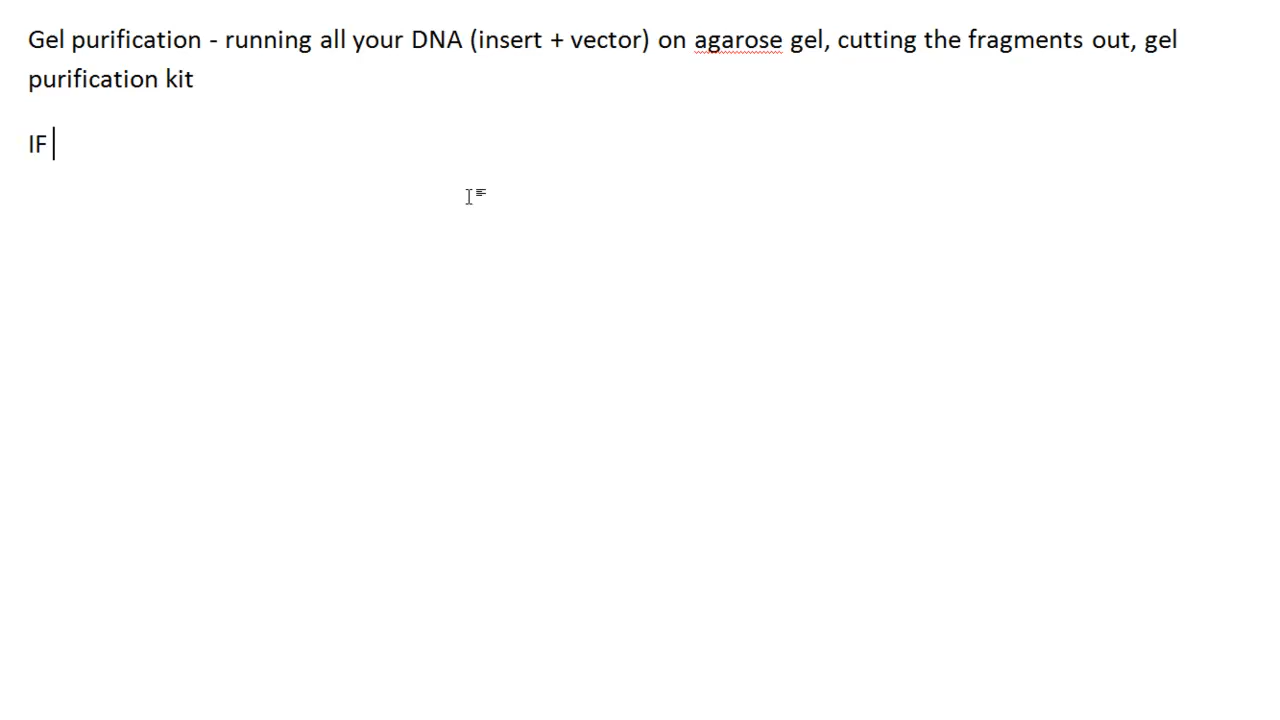 Gel purification - running all your DNA (insert + vector) on agarose gel, cutting the fragments out, gel
purification kit
IF